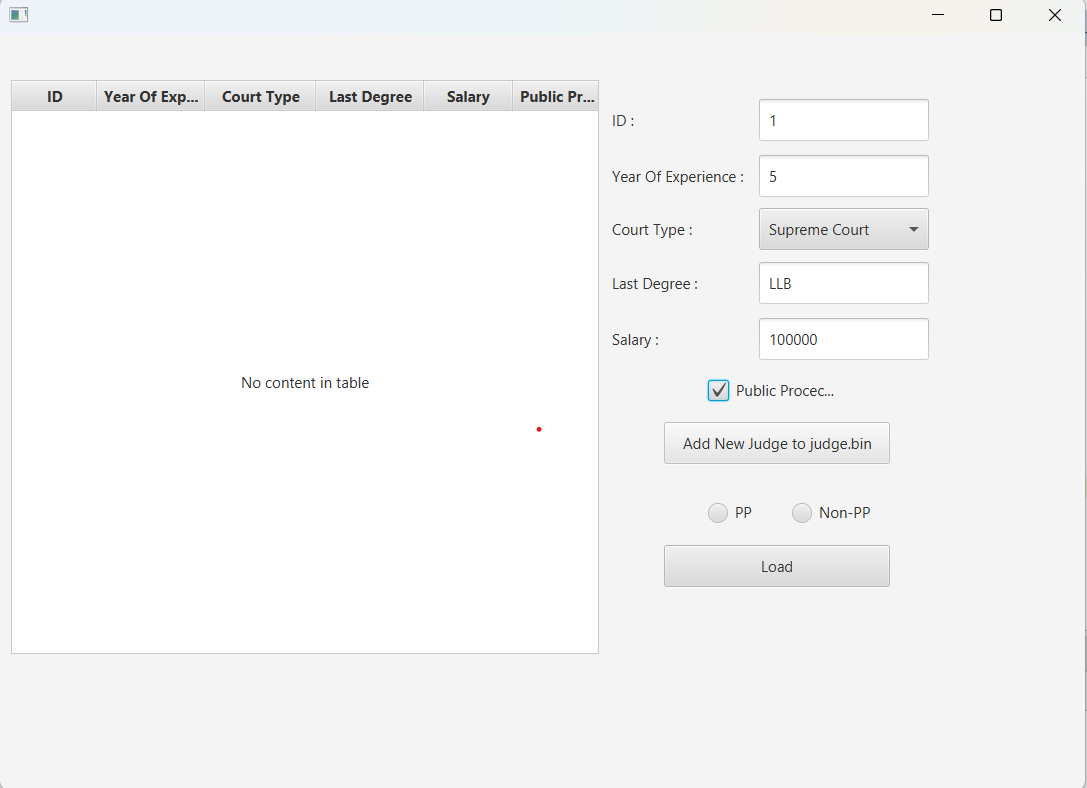 ID
Year Of Exp...
Court Type
Last Degree
Salary
Public Pr...
No content in table
ID :
1
Year Of Experience :
5
Court Type :
Supreme Court
Last Degree :
LLB
Salary :
100000
Public Procec...
Add New Judge to judge.bin
PP
Non-PP
Load